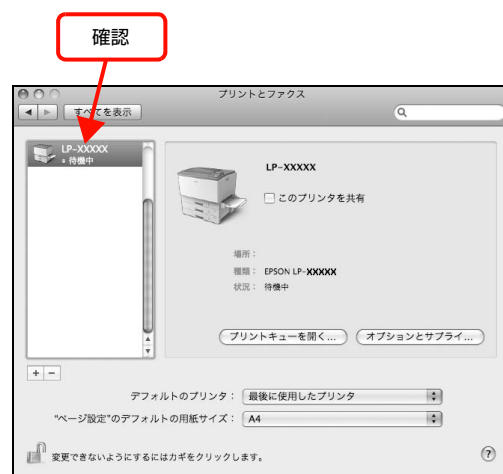 確認
プリントとファクス
すべてを表示
LP-XXXXX
待機中
LP-XXXXX
このプリンタを共有
場所：
種類： EPSON LP-XXXXX
状況： 待機中
プリントキューを開く... オプションとサプライ...
+ −
デフォルトのプリンタ： 最後に使用したプリンタ
"ページ設定"のデフォルトの用紙サイズ： A4
変更できないようにするにはカギをクリックします。
?